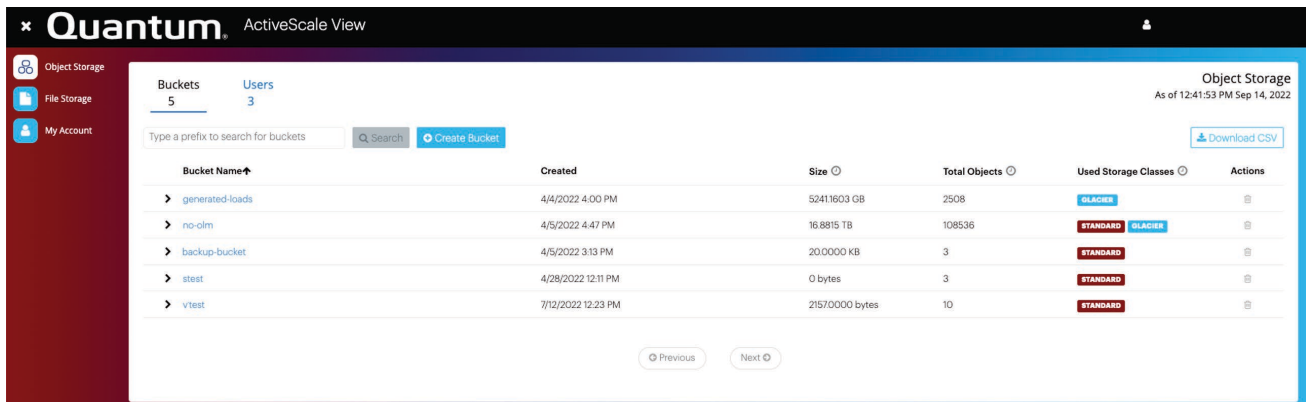 Quantum. ActiveScale View
Object Storage
File Storage
My Account
Buckets
5
Users
3
Object Storage
As of 12:41:53 PM Sep 14, 2022
Type a prefix to search for buckets Search Create Bucket Download CSV
Bucket Name Created Size Total Objects Used Storage Classes Actions
generated-loads 4/4/2022 4:00 PM 5241.1603 GB 2508 GLACIER
no-olm 4/5/2022 4:47 PM 16.8815 TB 108536 STANDARD GLACIER
backup-bucket 4/5/2022 3:13 PM 20.0000 KB 3 STANDARD
stest 4/28/2022 12:11 PM 0 bytes 3 STANDARD
vtest 7/12/2022 12:23 PM 2157.0000 bytes 10 STANDARD
Previous Next